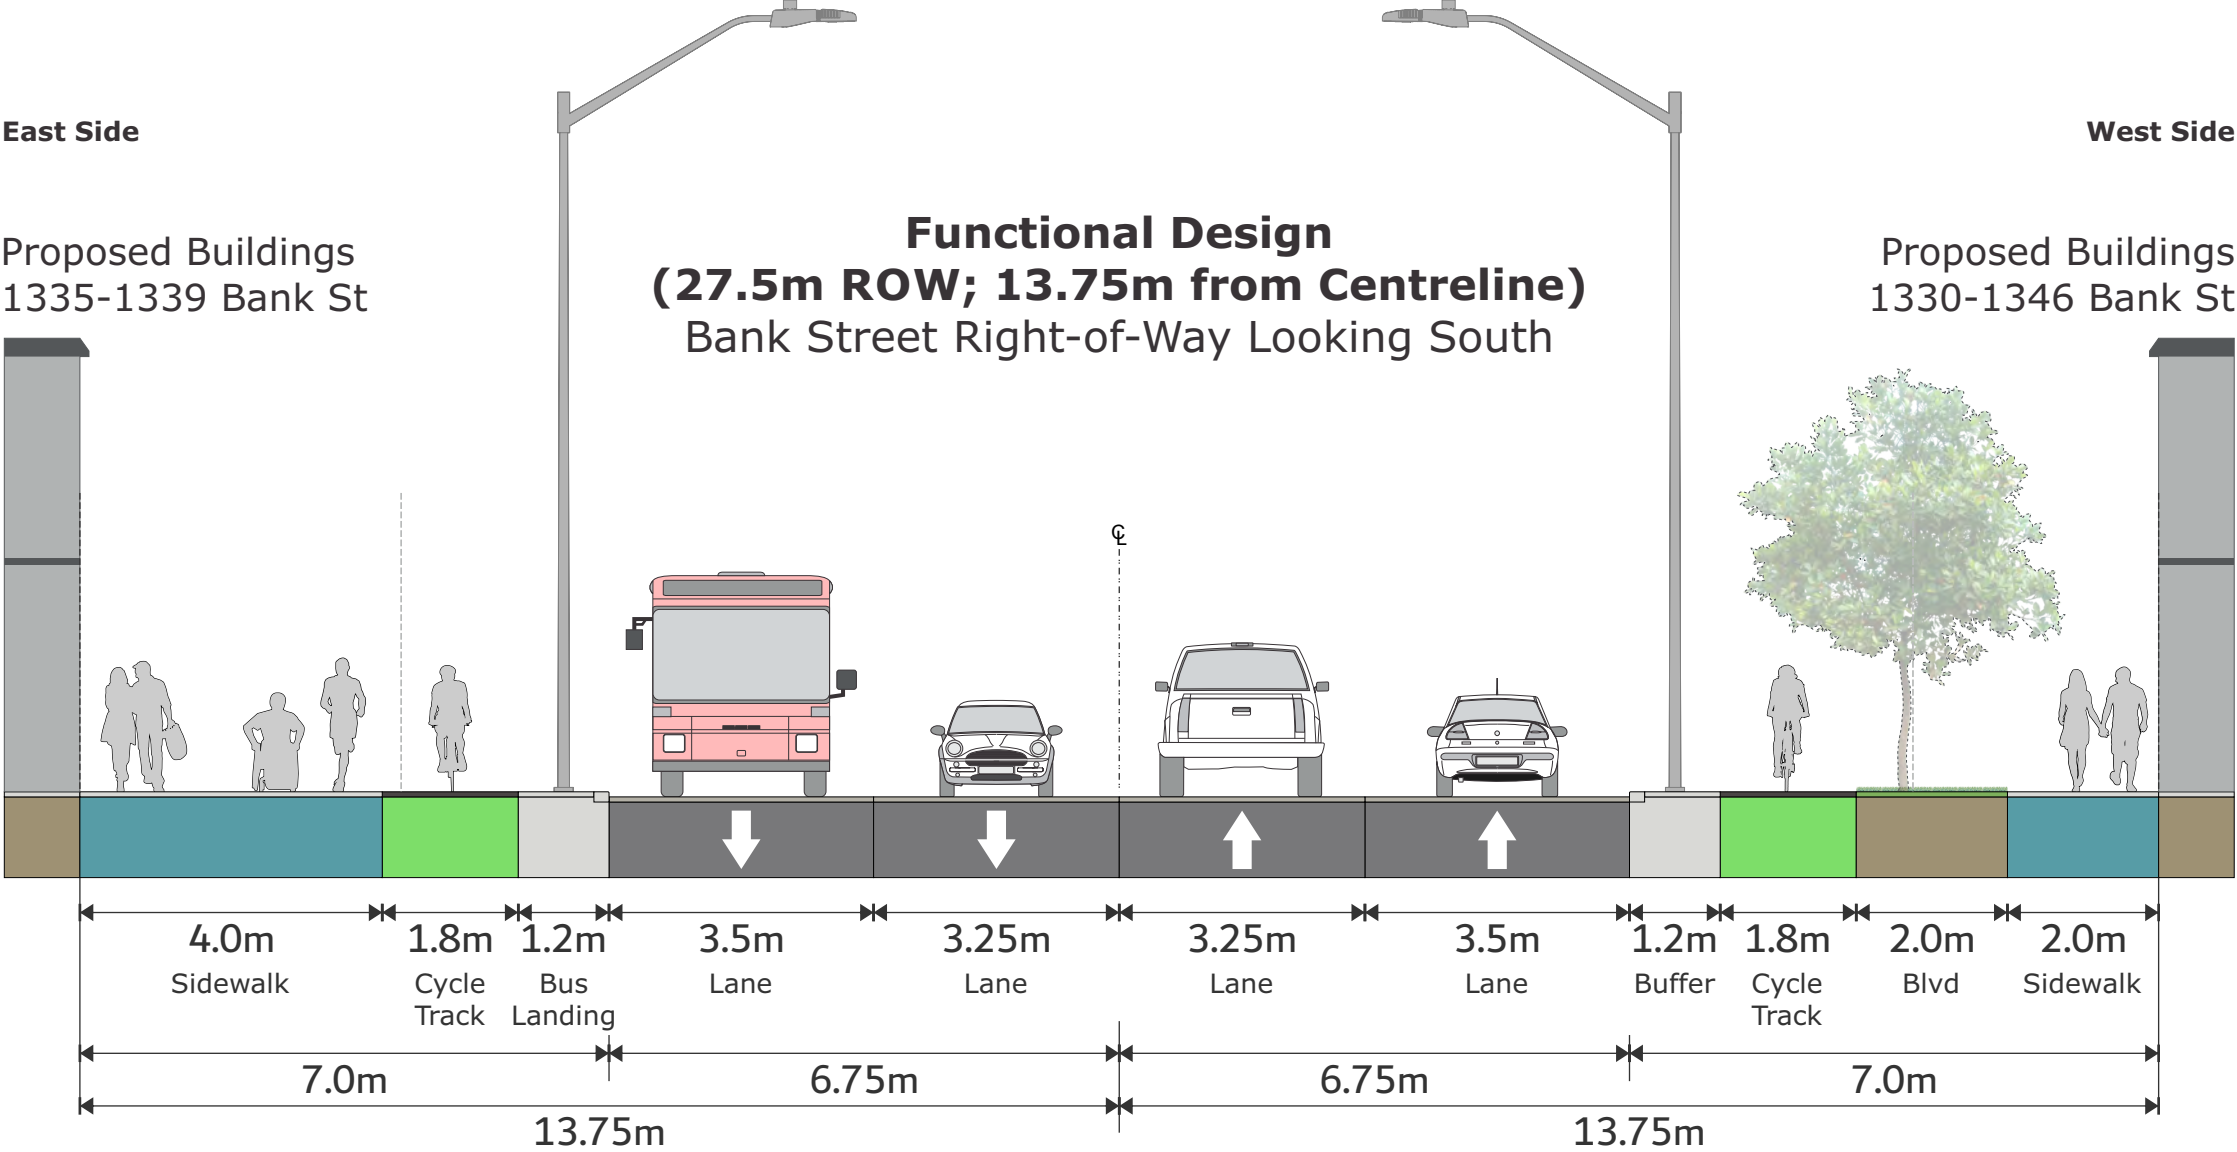 East Side
West Side
Functional Design
(27.5m ROW; 13.75m from Centreline)
Bank Street Right-of-Way Looking South
Proposed Buildings
1335-1339 Bank St
Proposed Buildings
1330-1346 Bank St
℄
4.0m
Sidewalk
1.8m
Cycle
Track
1.2m
Bus
Landing
3.5m
Lane
3.25m
Lane
3.25m
Lane
3.5m
Lane
1.2m
Buffer
1.8m
Cycle
Track
2.0m
Blvd
2.0m
Sidewalk
7.0m
6.75m
6.75m
7.0m
13.75m
13.75m